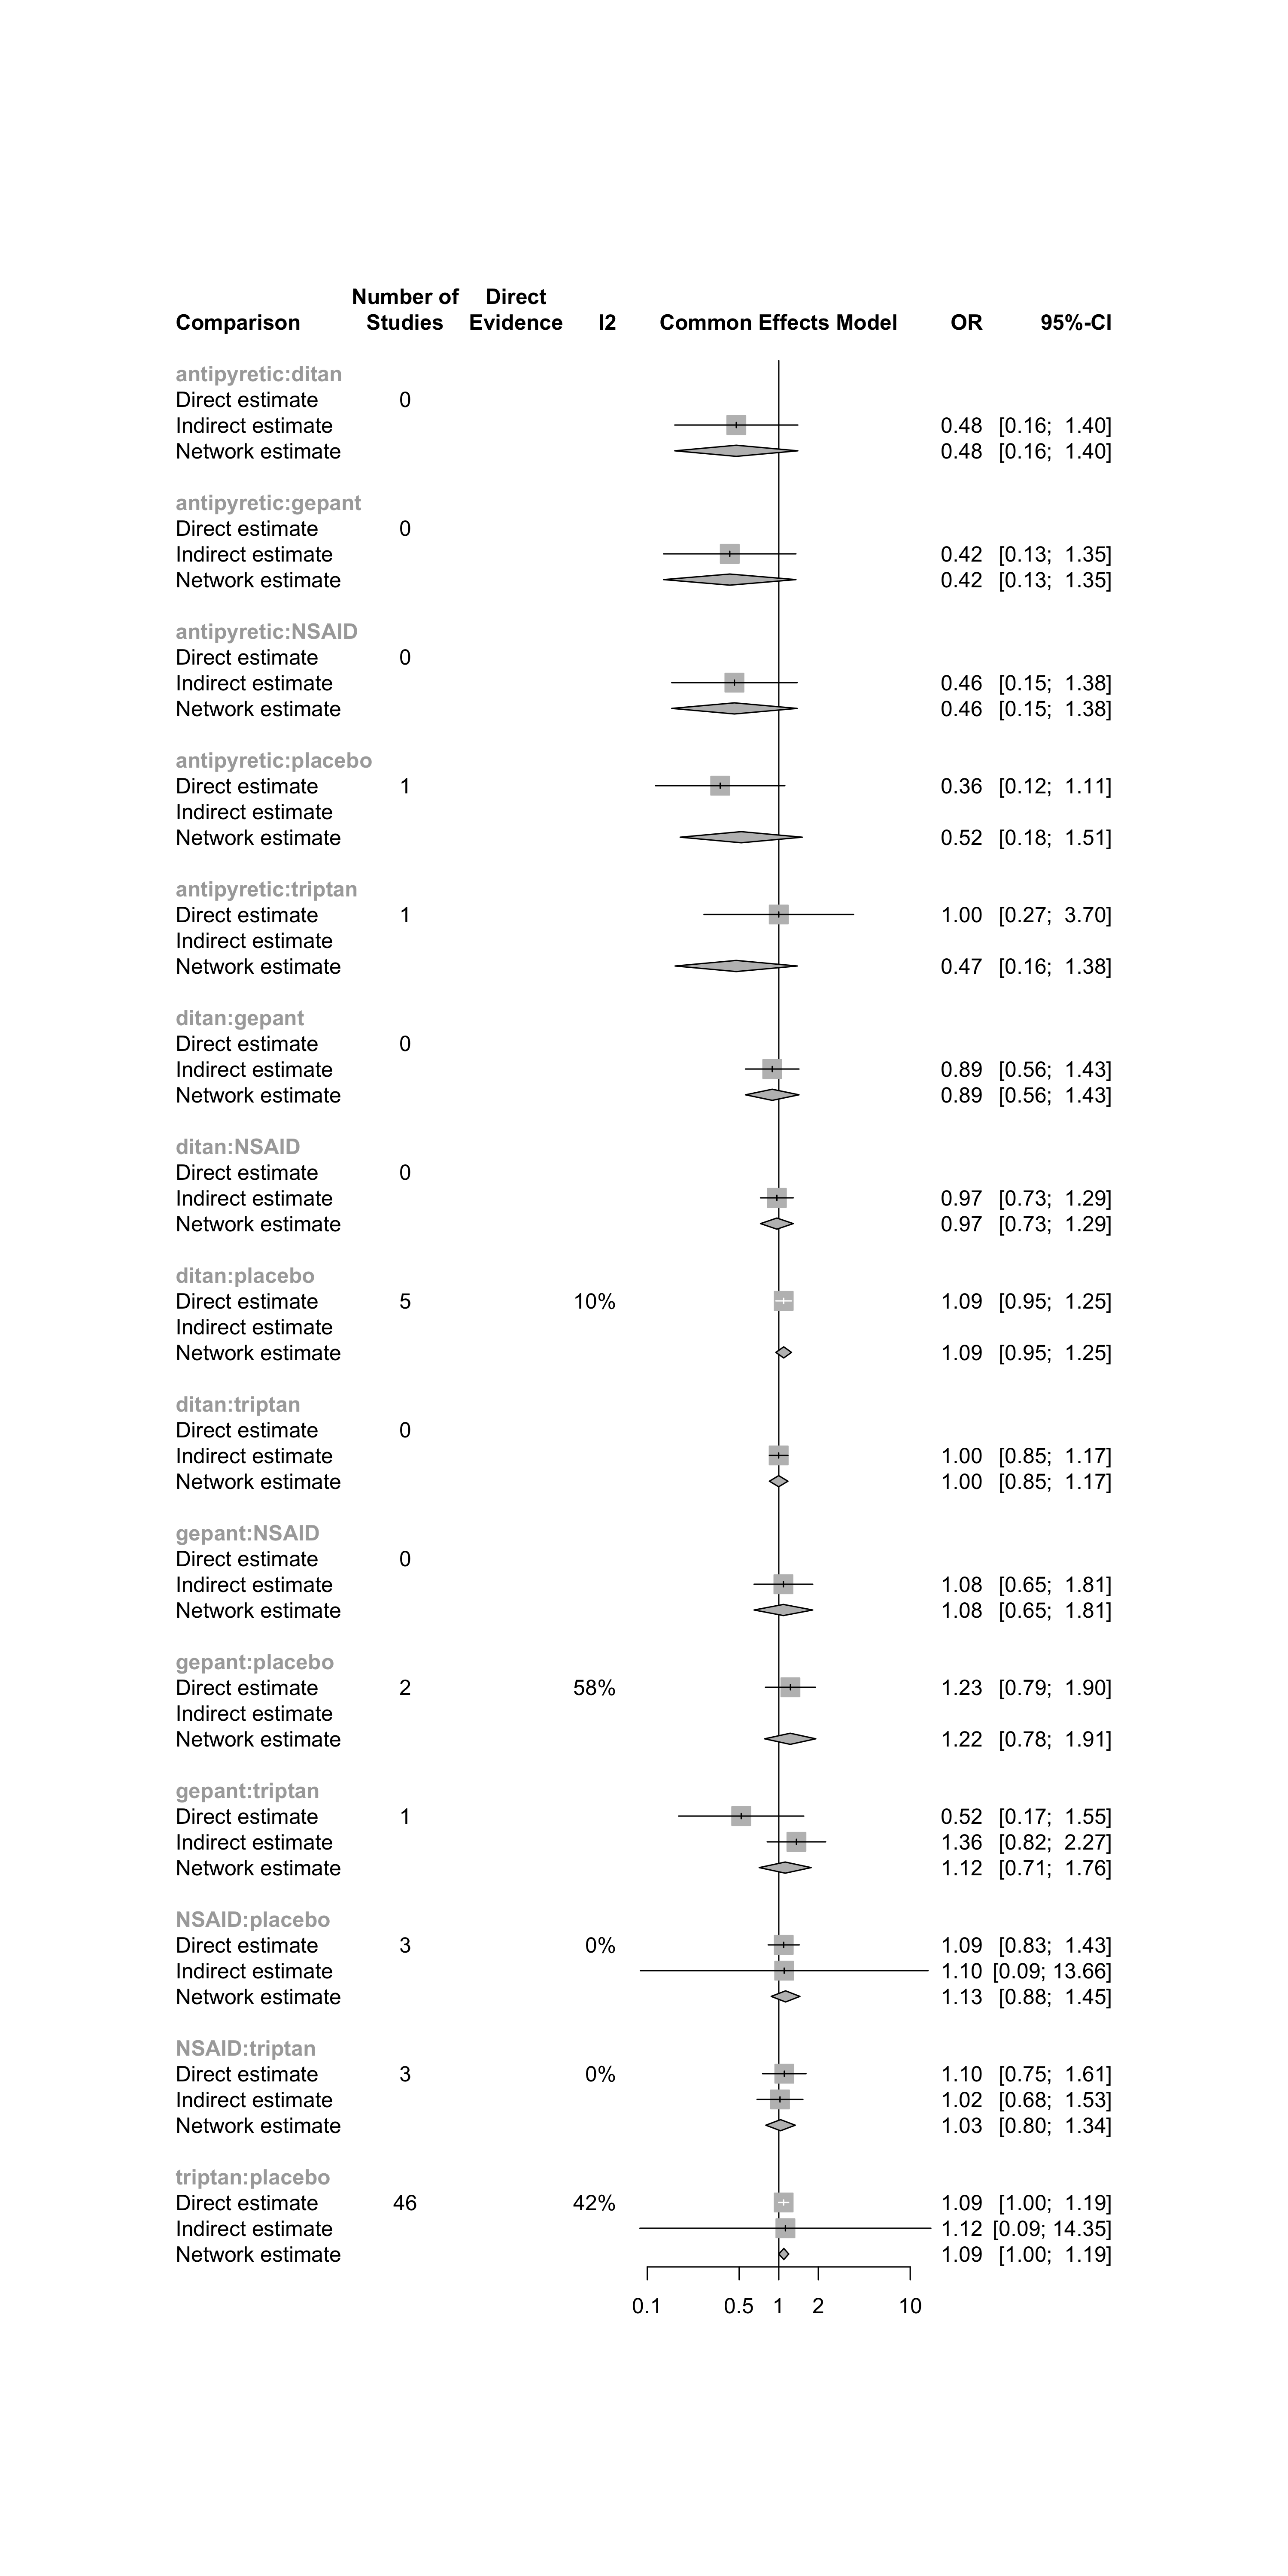 Number of Direct
Comparison Studies Evidence I2 Common Effects Model OR 95%-CI
antipyretic:ditan
Direct estimate 0
Indirect estimate 0.48 [0.16; 1.40]
Network estimate 0.48 [0.16; 1.40]
antipyretic:gepant
Direct estimate 0
Indirect estimate 0.42 [0.13; 1.35]
Network estimate 0.42 [0.13; 1.35]
antipyretic:NSAID
Direct estimate 0
Indirect estimate 0.46 [0.15; 1.38]
Network estimate 0.46 [0.15; 1.38]
antipyretic:placebo
Direct estimate 1 0.36 [0.12; 1.11]
Indirect estimate
Network estimate 0.52 [0.18; 1.51]
antipyretic:triptan
Direct estimate 1 1.00 [0.27; 3.70]
Indirect estimate
Network estimate 0.47 [0.16; 1.38]
ditan:gepant
Direct estimate 0
Indirect estimate 0.89 [0.56; 1.43]
Network estimate 0.89 [0.56; 1.43]
ditan:NSAID
Direct estimate 0
Indirect estimate 0.97 [0.73; 1.29]
Network estimate 0.97 [0.73; 1.29]
ditan:placebo
Direct estimate 5 10% 1.09 [0.95; 1.25]
Indirect estimate
Network estimate 1.09 [0.95; 1.25]
ditan:triptan
Direct estimate 0
Indirect estimate 1.00 [0.85; 1.17]
Network estimate 1.00 [0.85; 1.17]
gepant:NSAID
Direct estimate 0
Indirect estimate 1.08 [0.65; 1.81]
Network estimate 1.08 [0.65; 1.81]
gepant:placebo
Direct estimate 2 58% 1.23 [0.79; 1.90]
Indirect estimate
Network estimate 1.22 [0.78; 1.91]
gepant:triptan
Direct estimate 1 0.52 [0.17; 1.55]
Indirect estimate 1.36 [0.82; 2.27]
Network estimate 1.12 [0.71; 1.76]
NSAID:placebo
Direct estimate 3 0% 1.09 [0.83; 1.43]
Indirect estimate 1.10 [0.09; 13.66]
Network estimate 1.13 [0.88; 1.45]
NSAID:triptan
Direct estimate 3 0% 1.10 [0.75; 1.61]
Indirect estimate 1.02 [0.68; 1.53]
Network estimate 1.03 [0.80; 1.34]
triptan:placebo
Direct estimate 46 42% 1.09 [1.00; 1.19]
Indirect estimate 1.12 [0.09; 14.35]
Network estimate 1.09 [1.00; 1.19]
0.1 0.5 1 2 10